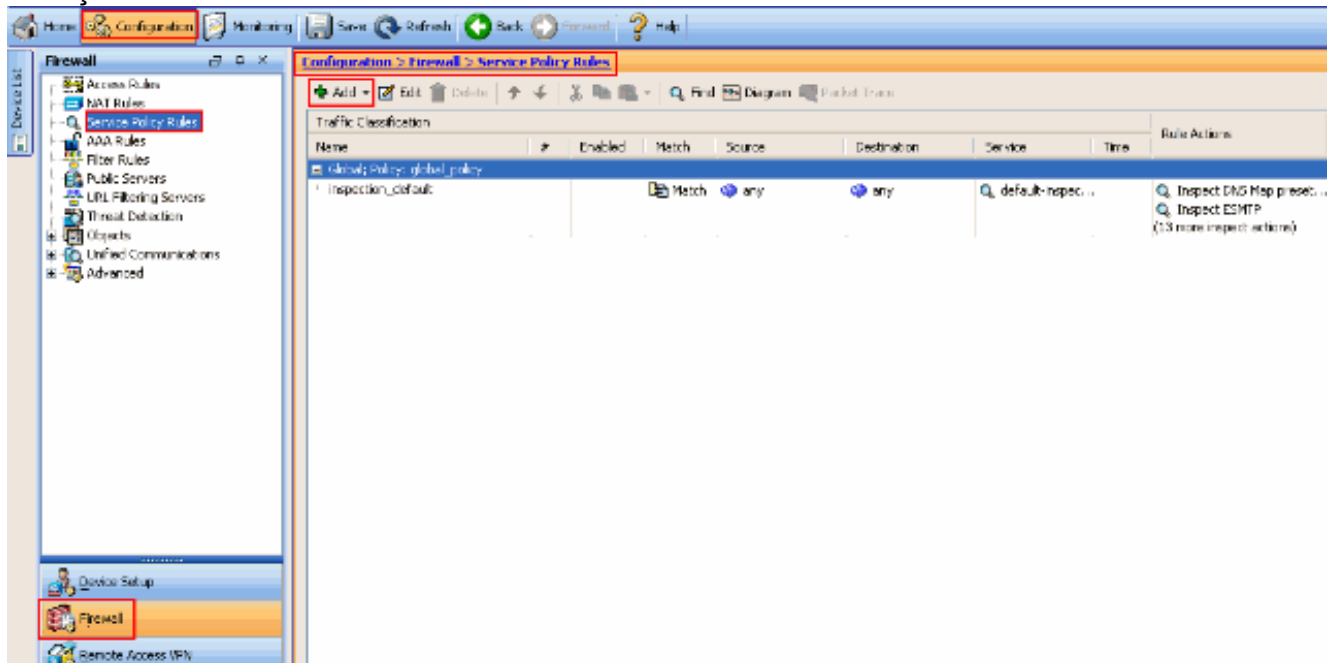 Home Configuration Monitoring Save Refresh Back Forward Help
Device List
Firewall
Access Rules
NAT Rules
Service Policy Rules
AAA Rules
Filter Rules
Public Servers
URL Filtering Servers
Threat Detection
Objects
Unified Communications
Advanced
Device Setup
Firewall
Remote Access VPN
Configuration > Firewall > Service Policy Rules
Add Edit Delete Find Diagram Packet Trace
Traffic Classification
Rule Actions
Name # Enabled Match Source Destination Service Time
Global; Policy: global_policy
inspection_default Match any any default-inspec... Inspect DNS Map preset...
Inspect ESMTP
(13 more inspect actions)